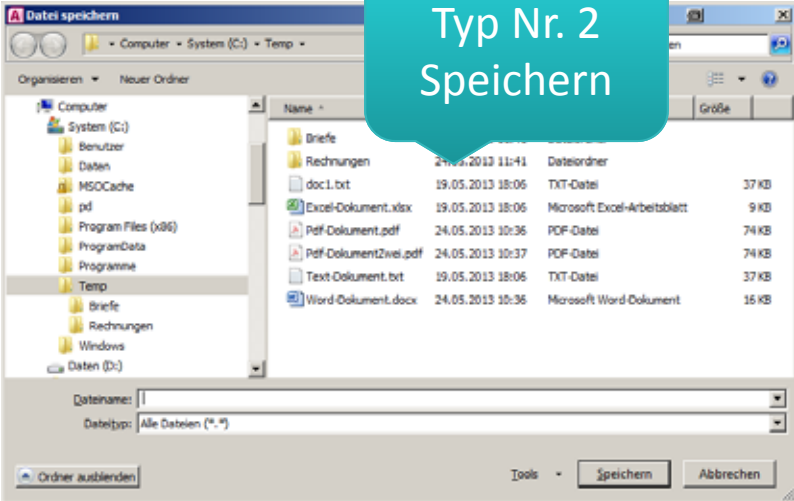 Datei speichern
Typ Nr. 2
Speichern
Computer System (C:) Temp
en
Organisieren Neuer Ordner
Computer
System (C:)
Benutzer
Daten
MSOCache
pd
Program Files (x86)
ProgramData
Programme
Temp
Briefe
Rechnungen
Windows
Daten (D:)
Name Größe
Briefe
Rechnungen 24.05.2013 11:41 Dateiordner
doc1.txt 19.05.2013 18:06 TXT-Datei 37 KB
Excel-Dokument.xlsx 19.05.2013 18:06 Microsoft Excel-Arbeitsblatt 9 KB
Pdf-Dokument.pdf 24.05.2013 10:36 PDF-Datei 74 KB
Pdf-Dokument2wei.pdf 24.05.2013 10:37 PDF-Datei 74 KB
Text-Dokument.txt 19.05.2013 18:06 TXT-Datei 37 KB
Word-Dokument.docx 24.05.2013 10:36 Microsoft Word-Dokument 16 KB
Dateiname:
Dateityp: Alle Dateien (*.*)
Ordner ausblenden Tools Speichern Abbrechen